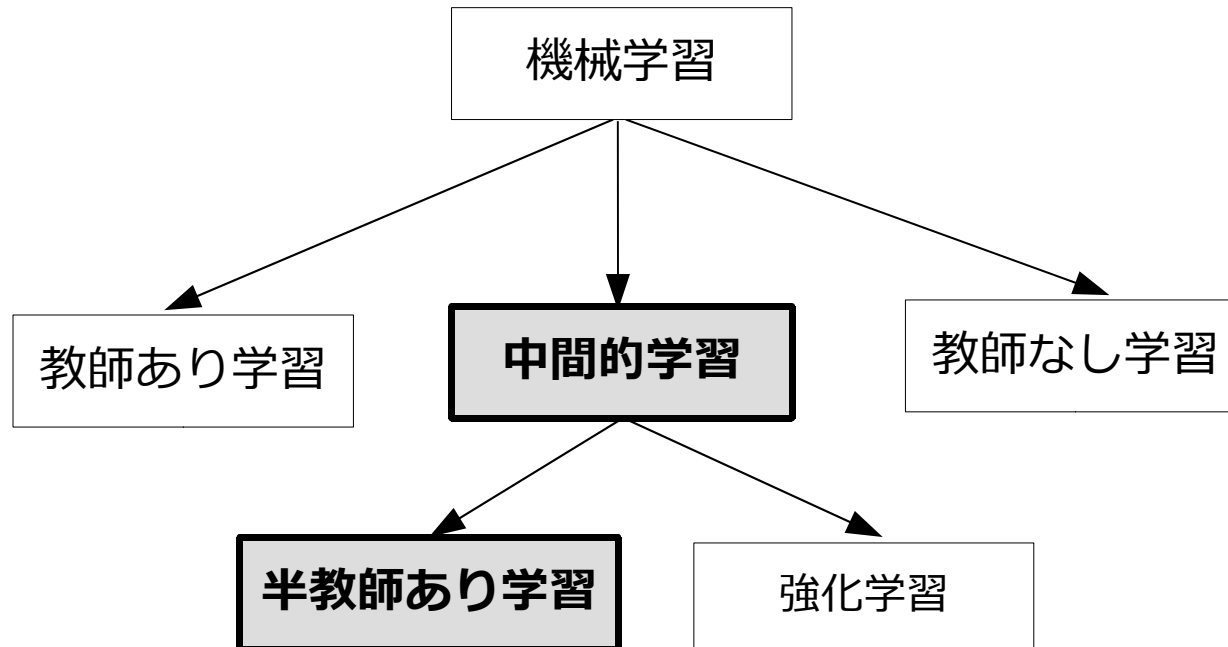 機械学習
教師あり学習
中間的学習
教師なし学習
半教師あり学習
強化学習